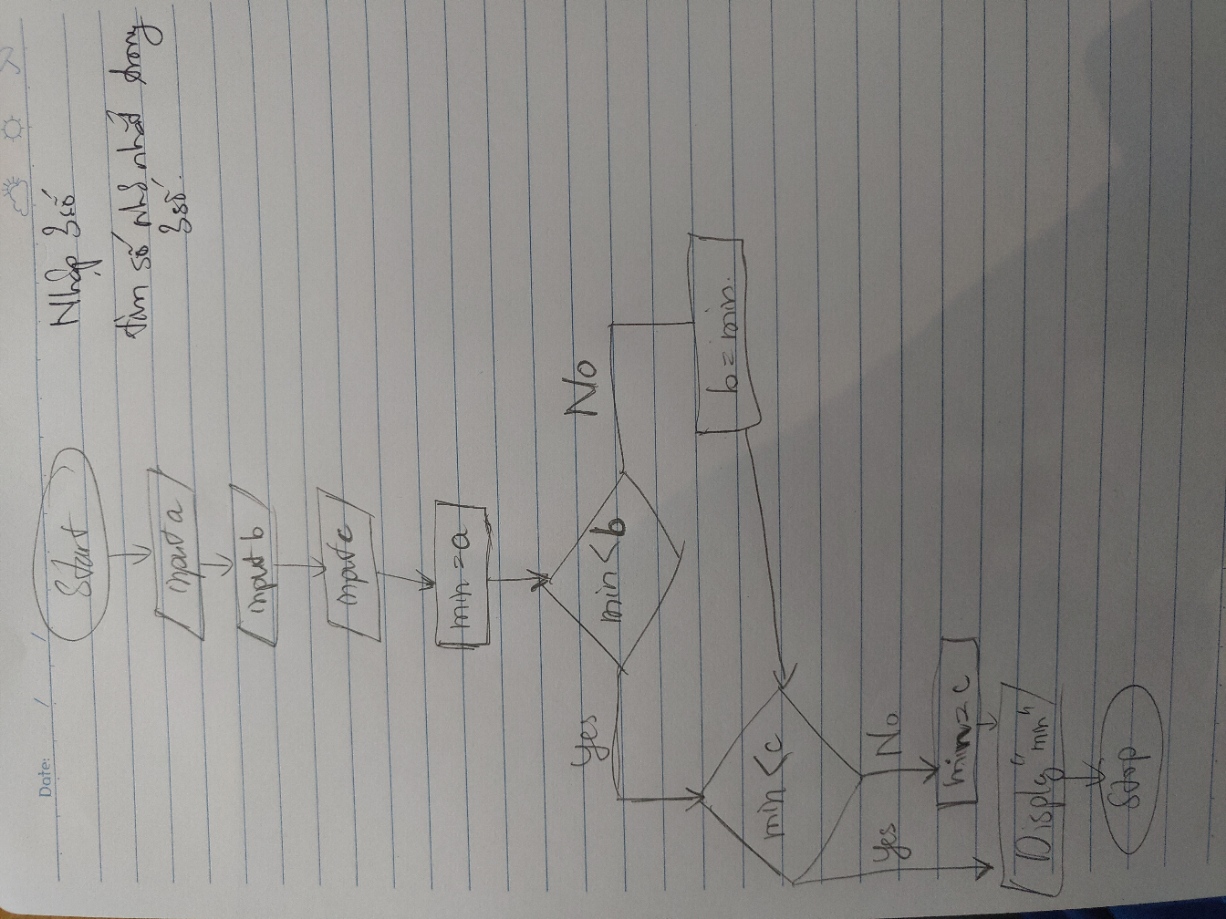 Date: / /
Start
Nhập 3 số
tìm số nhỏ nhất trong
3 số.
input a
input b
input c
min = a
min < b
Yes
No
b = min.
min < c
Yes
No
min = c
Display "min"
Stop